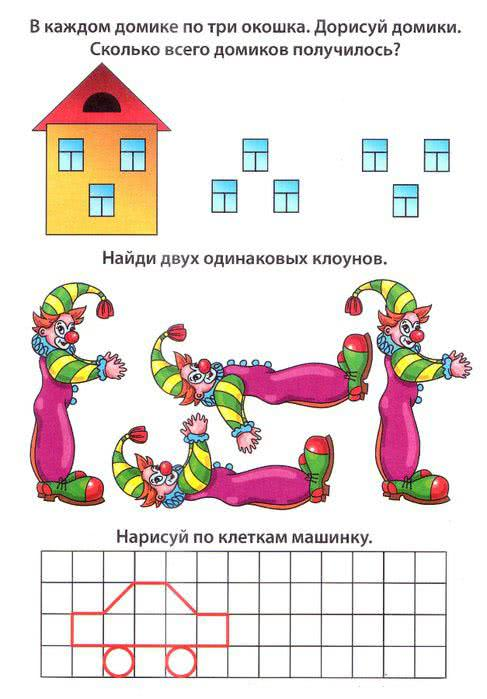 В каждом домике по три окошка. Дорисуй домики.
Сколько всего домиков получилось?
Найди двух одинаковых клоунов.
Нарисуй по клеткам машинку.